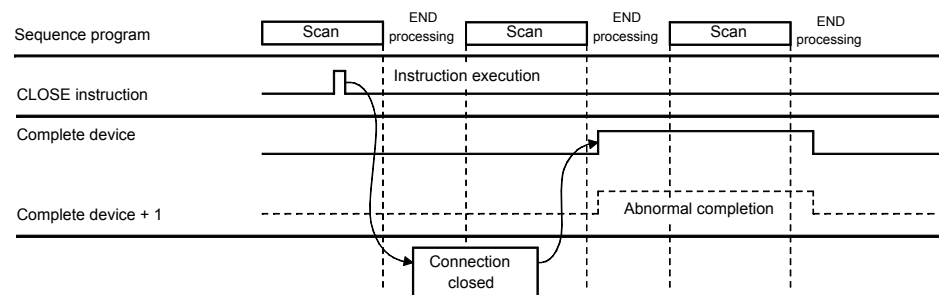 Sequence program
Scan
END
processing
Scan
END
processing
Scan
END
processing
CLOSE instruction
Instruction execution
Complete device
Complete device + 1
Abnormal completion
Connection
closed